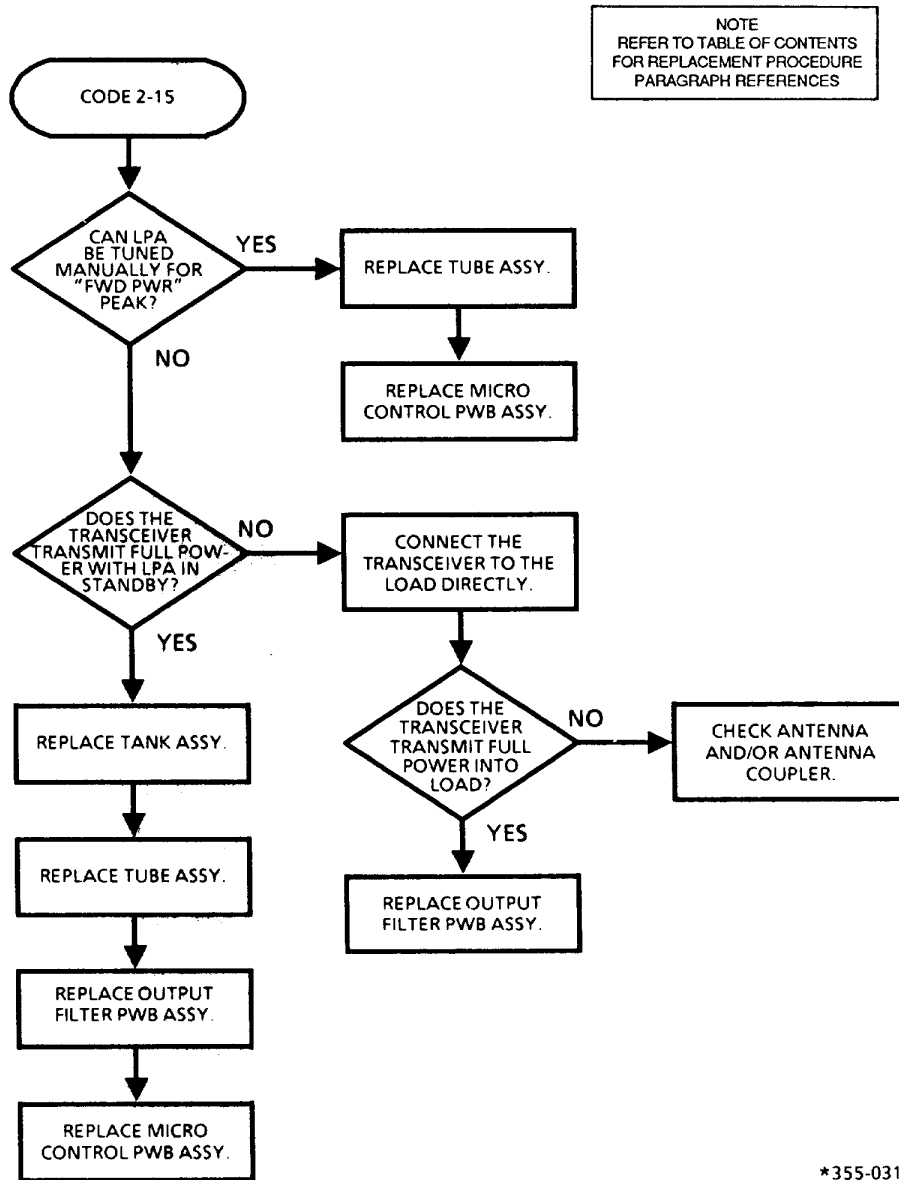 NOTE
REFER TO TABLE OF CONTENTS
FOR REPLACEMENT PROCEDURE
PARAGRAPH REFERENCES
CODE 2-15
CAN LPA
BE TUNED
MANUALLY FOR
"FWD PWR"
PEAK?
YES
REPLACE TUBE ASSY.
REPLACE MICRO
CONTROL PWB ASSY.
NO
DOES THE
TRANSCEIVER
TRANSMIT FULL POW-
ER WITH LPA IN
STANDBY?
NO
CONNECT THE
TRANSCEIVER TO THE
LOAD DIRECTLY.
YES
DOES THE
TRANSCEIVER
TRANSMIT FULL
POWER INTO
LOAD?
NO
CHECK ANTENNA
AND/OR ANTENNA
COUPLER.
YES
REPLACE OUTPUT
FILTER PWB ASSY.
REPLACE TANK ASSY.
REPLACE TUBE ASSY.
REPLACE OUTPUT
FILTER PWB ASSY.
REPLACE MICRO
CONTROL PWB ASSY.
*355-031